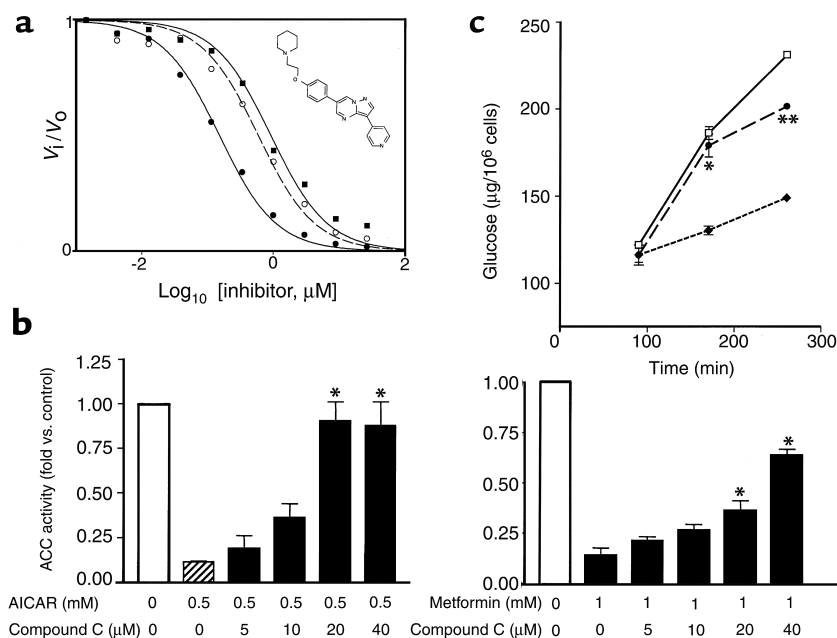 a
1
V_i/V_o
0
-2
0
2
Log10 [inhibitor, µM]
N
O
N
N
N
N
c
250
200
150
100
Glucose (µg/10^6 cells)
*
**
0
100
200
300
Time (min)
b
1.25
1.00
0.75
0.50
0.25
0.00
ACC activity (fold vs. control)
* *
AICAR (mM) 0 0.5 0.5 0.5 0.5 0.5
Compound C (µM) 0 0 5 10 20 40
1.00
0.75
0.50
0.25
0.00
*
*
Metformin (mM) 0 1 1 1 1 1
Compound C (µM) 0 0 5 10 20 40